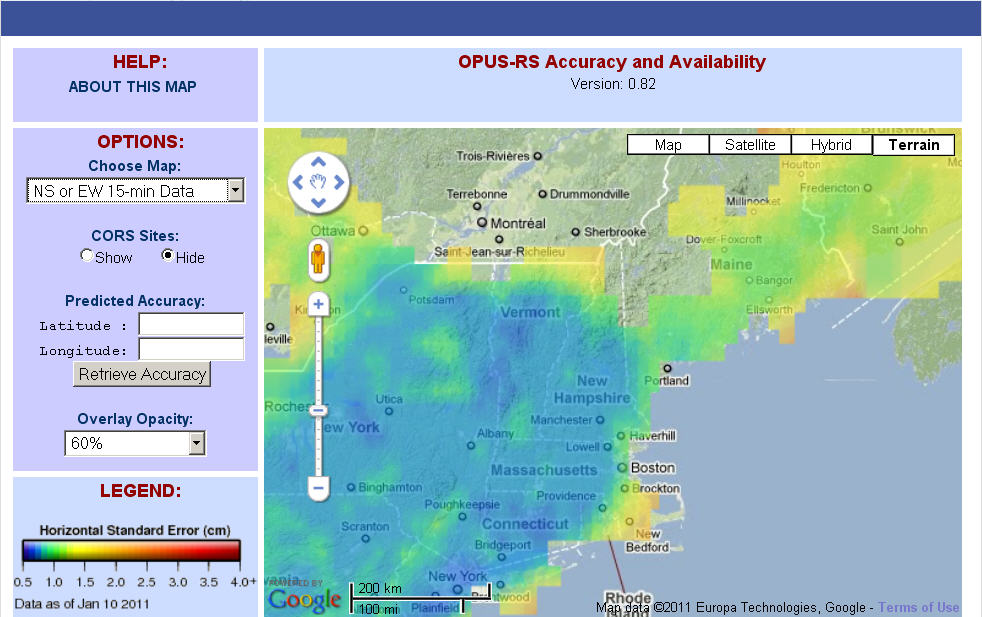 HELP:
ABOUT THIS MAP
OPUS-RS Accuracy and Availability
Version: 0.82
OPTIONS:
Choose Map:
NS or EW 15-min Data
CORS Sites:
Show Hide
Predicted Accuracy:
Latitude :
Longitude:
Retrieve Accuracy
Overlay Opacity:
60%
LEGEND:
Horizontal Standard Error (cm)
0.5 1.0 1.5 2.0 2.5 3.0 3.5 4.0+
Data as of Jan 10 2011
Map Satellite Hybrid Terrain
Brunswick
Trois-Rivières
Houlton
Terrebonne Drummondville
Millinocket Fredericton
Montréal
Ottawa Sherbrooke
Saint John
Saint-Jean-sur-Richelieu
Dover-Foxcroft
Maine
Bangor
Potsdam
Vermont
Ellsworth
leville
Portland
New
Hampshire
Utica
Roches
New York
Manchester
Albany
Haverhill
Lowell
Massachusetts Boston
Binghamton
Providence Brockton
Poughkeepsie
Scranton Connecticut
New
Bedford
Bridgeport
New York
vania
POWERED BY
Google
200 km
100 mi
Plainfield
Brentwood
Rhode
Island
Map data ©2011 Europa Technologies, Google - Terms of Use